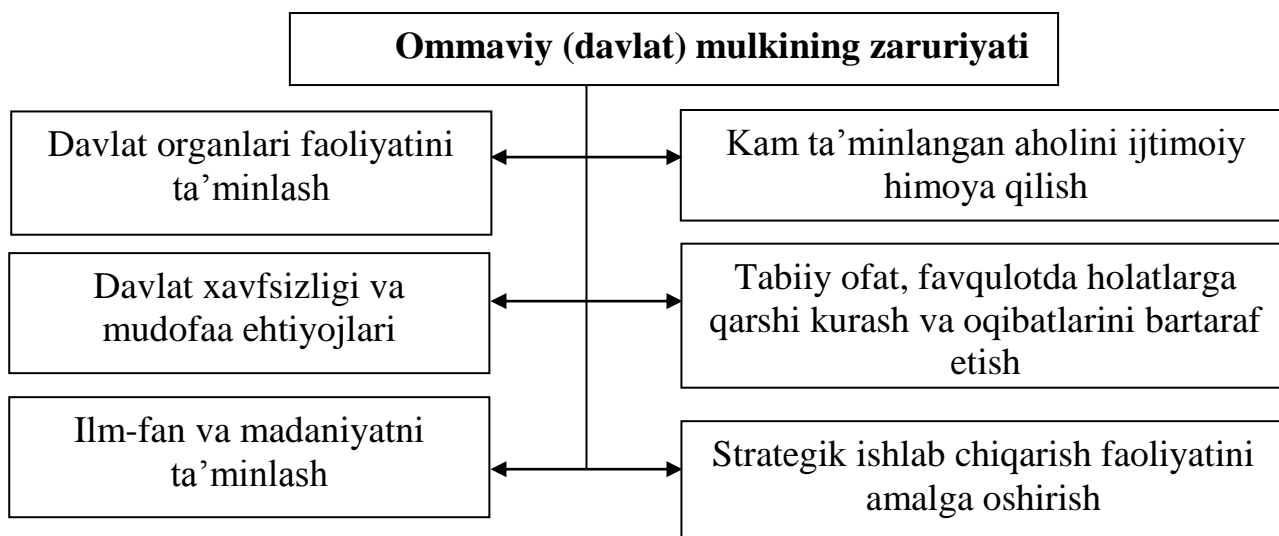 Ommaviy (davlat) mulkining zaruriyati
Davlat organlari faoliyatini
ta’minlash
Kam ta’minlangan aholini ijtimoiy
himoya qilish
Davlat xavfsizligi va
mudofaa ehtiyojlari
Tabiiy ofat, favqulotda holatlarga
qarshi kurash va oqibatlarini bartaraf
etish
Ilm-fan va madaniyatni
ta’minlash
Strategik ishlab chiqarish faoliyatini
amalga oshirish